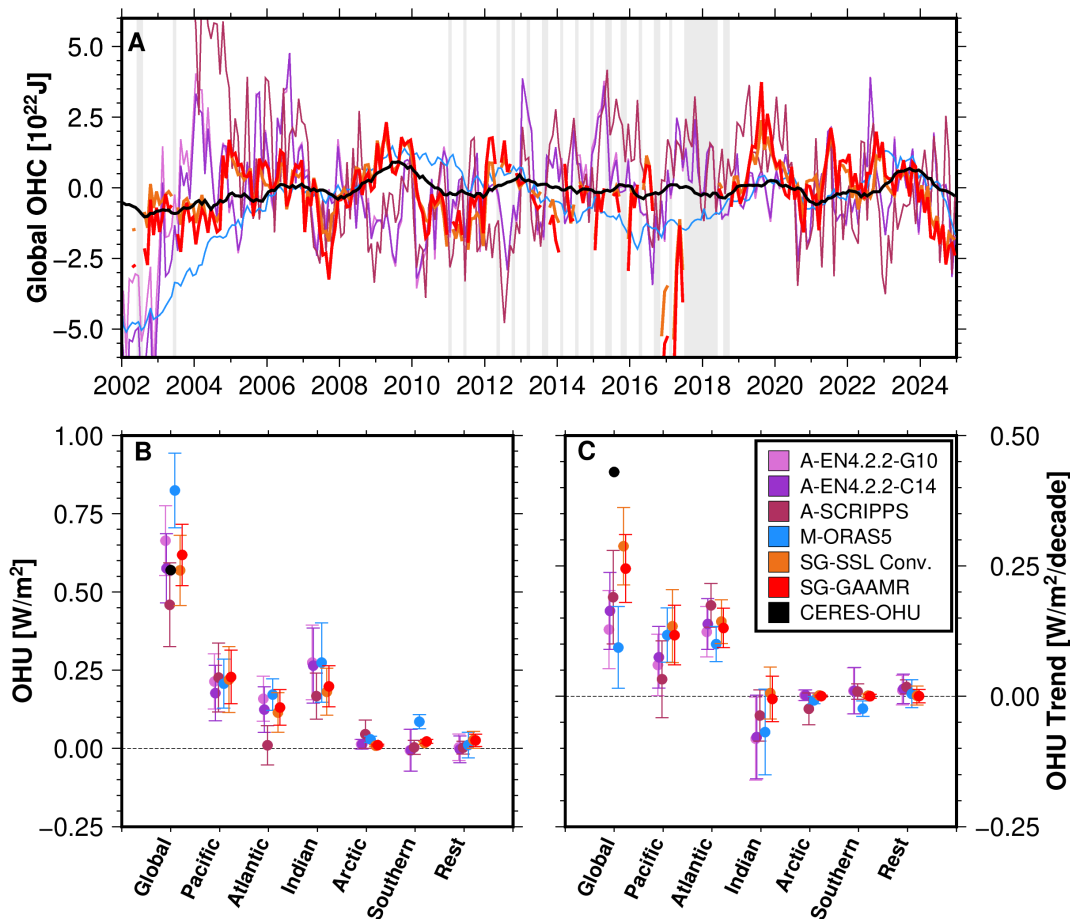 A
Global OHC [10²²J]
5.0
2.5
0.0
−2.5
−5.0
2002 2004 2006 2008 2010 2012 2014 2016 2018 2020 2022 2024
B
OHU [W/m²]
1.00
0.75
0.50
0.25
0.00
−0.25
Global
Pacific
Atlantic
Indian
Arctic
Southern
Rest
C
A-EN4.2.2-G10
A-EN4.2.2-C14
A-SCRIPPS
M-ORAS5
SG-SSL Conv.
SG-GAAMR
CERES-OHU
0.50
0.25
0.00
−0.25
OHU Trend [W/m²/decade]
Global
Pacific
Atlantic
Indian
Arctic
Southern
Rest